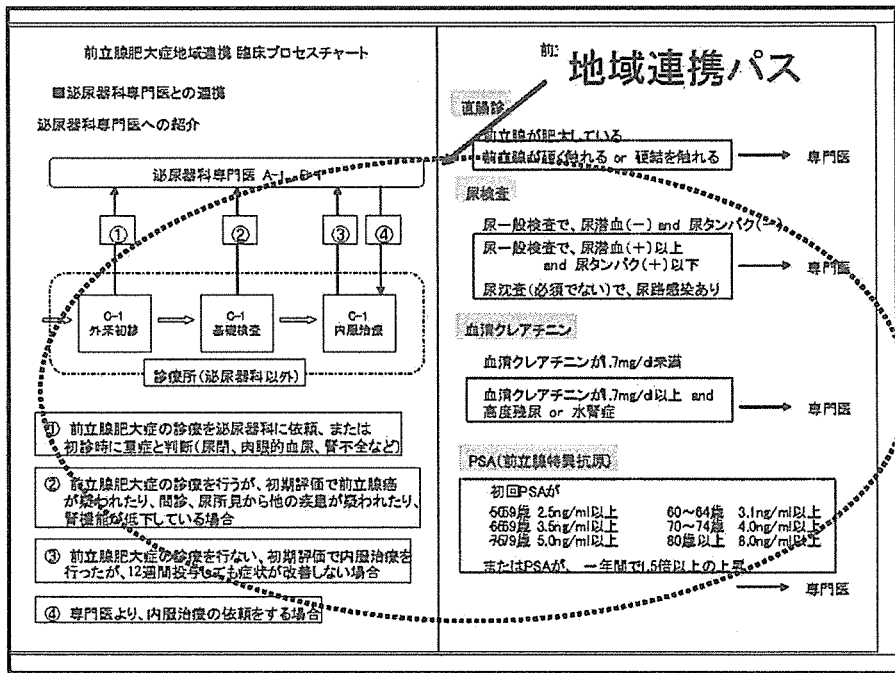 前立腺肥大症地域連携 臨床プロセスチャート
■泌尿器科専門医との連携
泌尿器科専門医への紹介
泌尿器科専門医 A-1
① ② ③ ④
C-1
外来初診
C-1
基礎検査
C-1
内服治療
診療所(泌尿器科以外)
① 前立腺肥大症の診療を泌尿器科に依頼、または
初診時に重症と判断(尿閉、肉眼的血尿、腎不全など)
② 前立腺肥大症の診療を行うが、初期評価で前立腺癌
が疑われたり、問診、尿所見から他の疾患が疑われたり、
腎機能が低下している場合
③ 前立腺肥大症の診療を行ない、初期評価で内服治療を
行ったが、12週間投与しても症状が改善しない場合
④ 専門医より、内服治療の依頼をする場合
前
地域連携パス
直腸診
前立腺が肥大している
前立腺が硬く触れる or 硬結を触れる
専門医
尿検査
尿一般検査で、尿潜血(-) and 尿タンパク(-)
尿一般検査で、尿潜血(+)以上
and 尿タンパク(+)以下
尿沈査(必須でない)で、尿路感染あり
専門医
血清クレアチニン
血清クレアチニンが1.7mg/dl未満
血清クレアチニンが1.7mg/dl以上 and
高度残尿 or 水腎症
専門医
PSA(前立腺特異抗原)
初回PSAが
2.5ng/ml以上 60~64歳 3.1ng/ml以上
3.5ng/ml以上 70~74歳 4.0ng/ml以上
5.0ng/ml以上 80歳以上 8.0ng/ml以上
またはPSAが、一年間で1.5倍以上の上昇
専門医